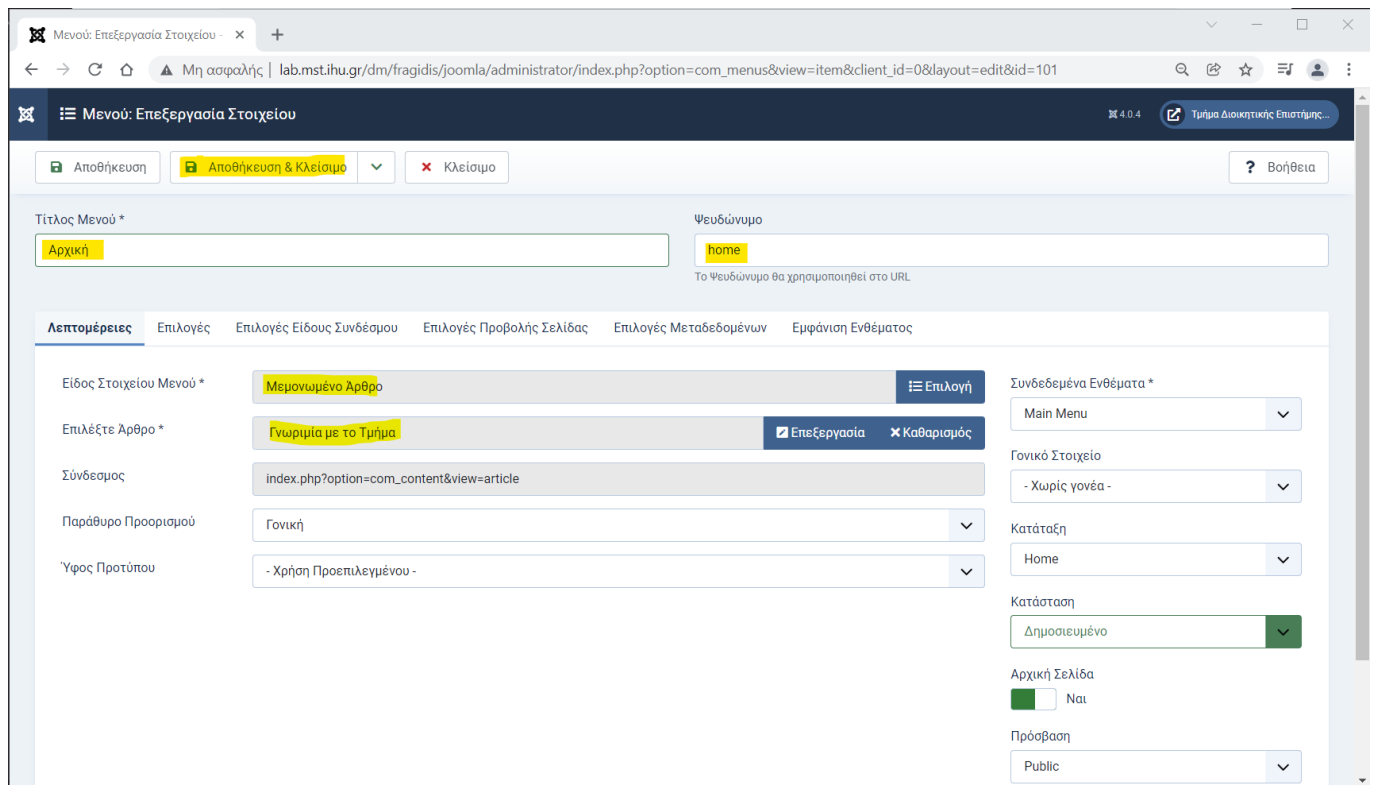 Μενού: Επεξεργασία Στοιχείου -
Μη ασφαλής | lab.mst.ihu.gr/dm/fragidis/joomla/administrator/index.php?option=com_menus&view=item&client_id=0&layout=edit&id=101
Μενού: Επεξεργασία Στοιχείου
4.0.4
Τμήμα Διοικητικής Επιστήμης...
Αποθήκευση
Αποθήκευση & Κλείσιμο
Κλείσιμο
? Βοήθεια
Τίτλος Μενού *
Αρχική
Ψευδώνυμο
home
Το Ψευδώνυμο θα χρησιμοποιηθεί στο URL
Λεπτομέρειες Επιλογές Επιλογές Είδους Συνδέσμου Επιλογές Προβολής Σελίδας Επιλογές Μεταδεδομένων Εμφάνιση Ενθέματος
Είδος Στοιχείου Μενού *
Μεμονωμένο Άρθρο
Επιλογή
Επιλέξτε Άρθρο *
Γνωριμία με το Τμήμα
Επεξεργασία
Καθαρισμός
Σύνδεσμος
index.php?option=com_content&view=article
Παράθυρο Προορισμού
Γονική
Ύφος Προτύπου
- Χρήση Προεπιλεγμένου -
Συνδεδεμένα Ενθέματα *
Main Menu
Γονικό Στοιχείο
- Χωρίς γονέα -
Κατάταξη
Home
Κατάσταση
Δημοσιευμένο
Αρχική Σελίδα
Ναι
Πρόσβαση
Public